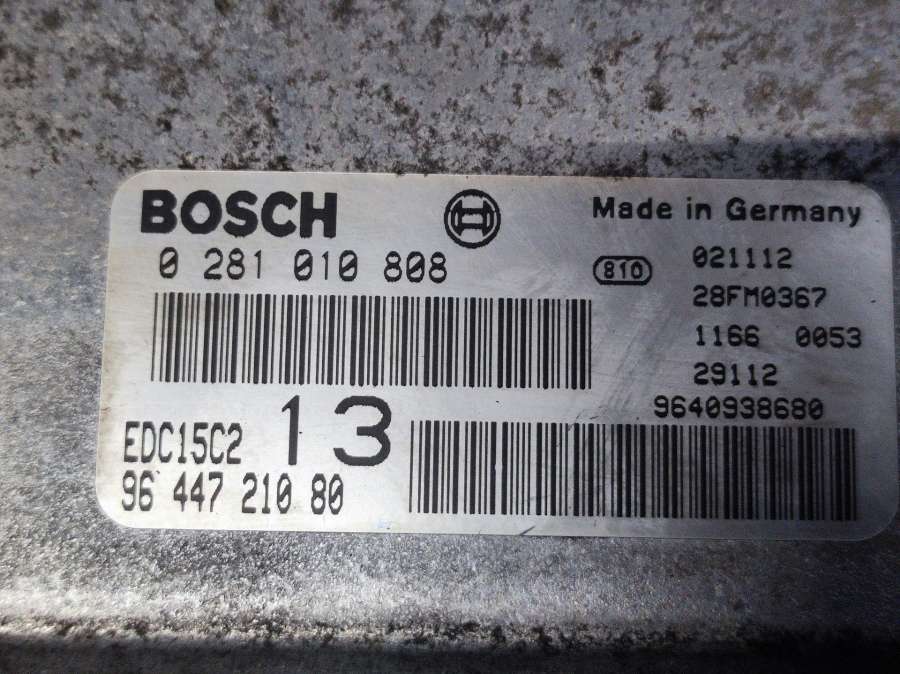 BOSCH
Made in Germany
0 281 010 808
810
021112
28FM0367
1166 0053
29112
9640938680
EDC15C2
13
96 447 210 80